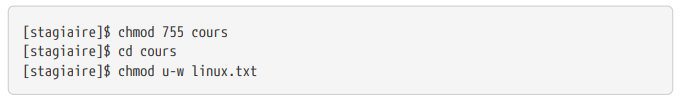 [stagiaire]$ chmod 755 cours
[stagiaire]$ cd cours
[stagiaire]$ chmod u-w linux.txt